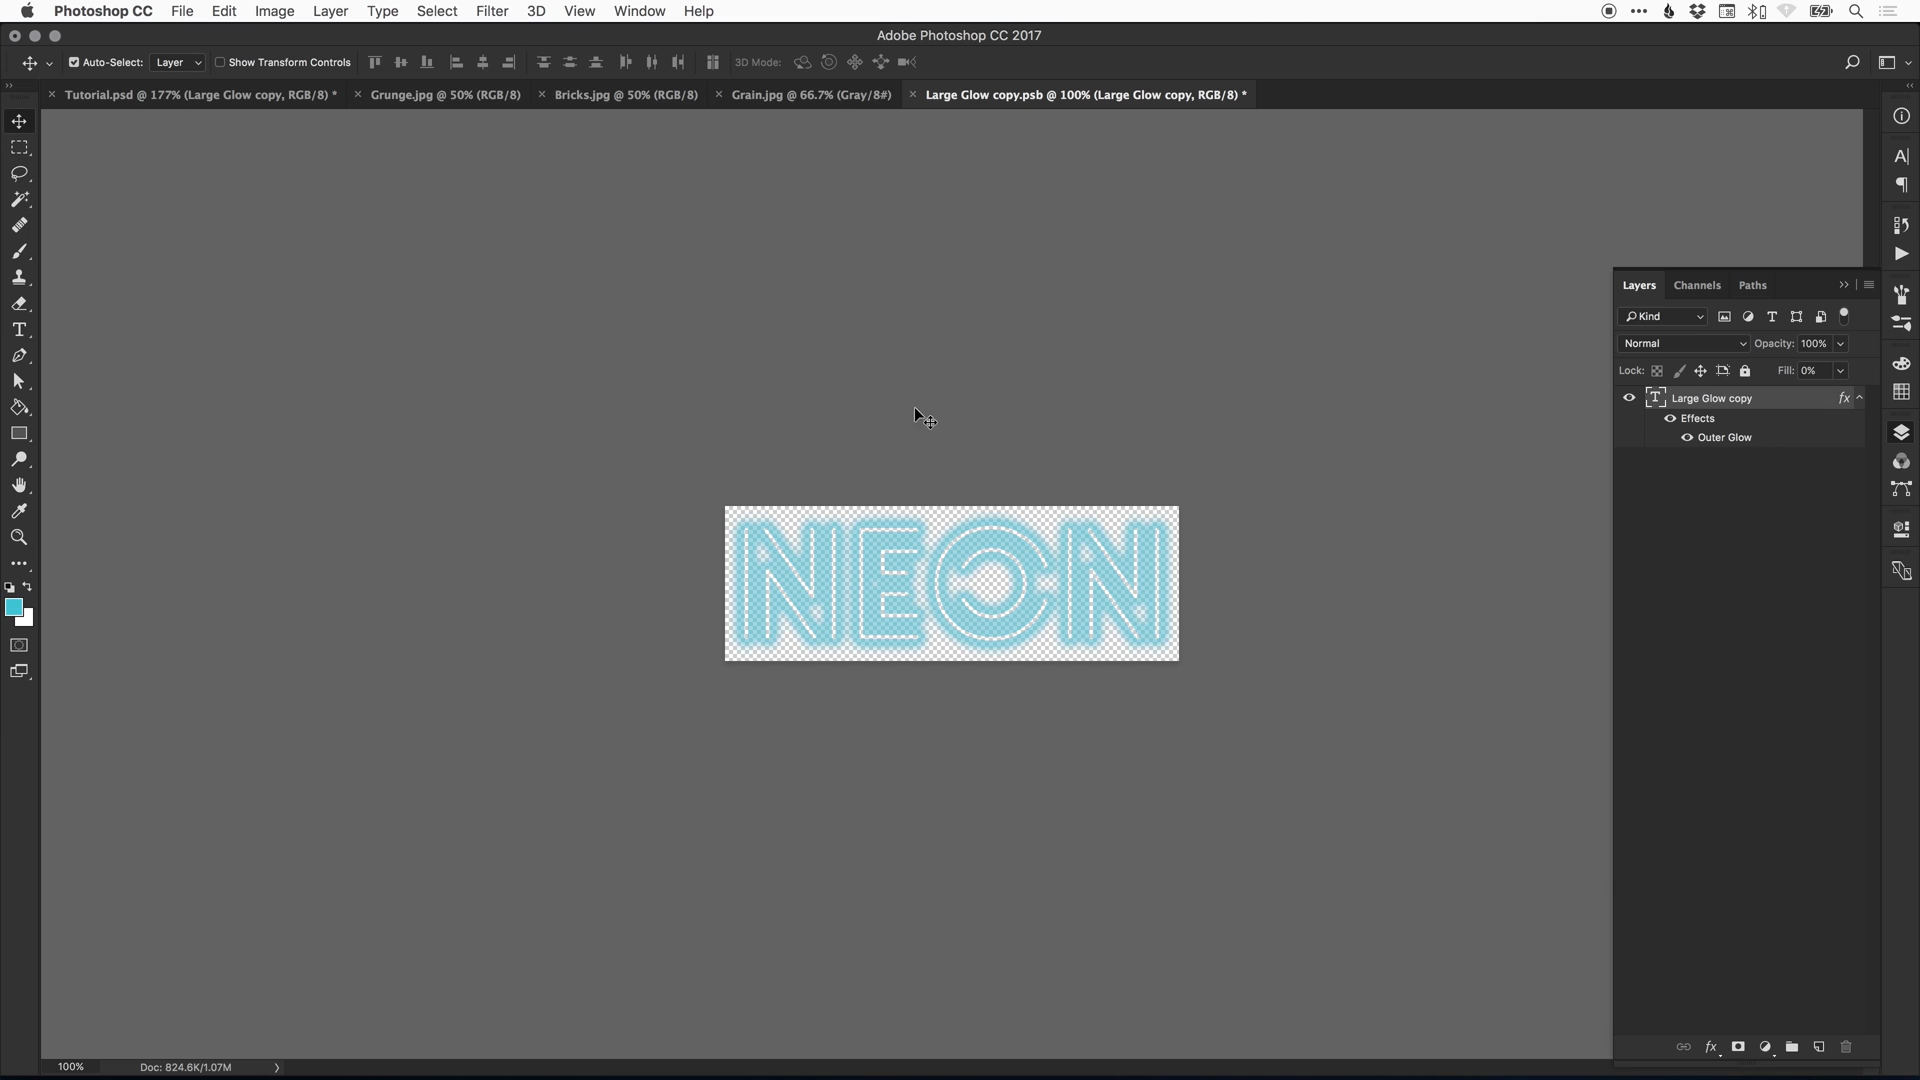 Photoshop CC File Edit Image Layer Type Select Filter 3D View Window Help
Adobe Photoshop CC 2017
Auto-Select: Layer Show Transform Controls 3D Mode:
Tutorial.psd @ 177% (Large Glow copy, RGB/8) * Grunge.jpg @ 50% (RGB/8) Bricks.jpg @ 50% (RGB/8) Grain.jpg @ 66.7% (Gray/8#) Large Glow copy.psb @ 100% (Large Glow copy, RGB/8) *
Layers Channels Paths
Kind
Normal Opacity: 100%
Lock: Fill: 0%
Large Glow copy fx
Effects
Outer Glow
NEON
fx
100% Doc: 824.6K/1.07M